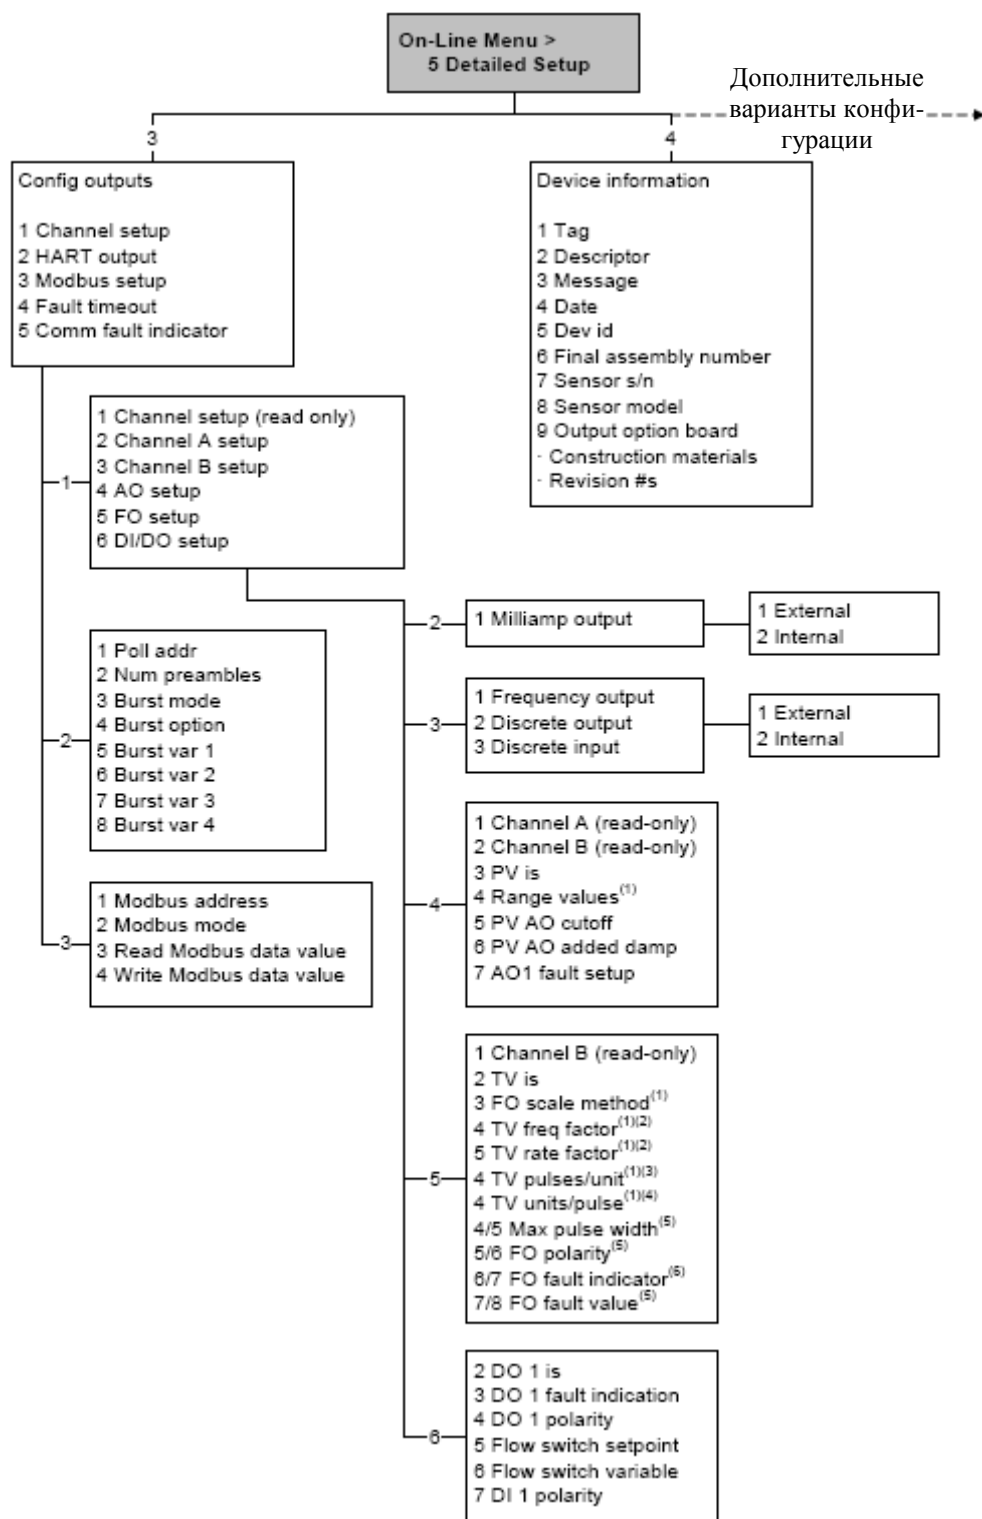 On-Line Menu >
5 Detailed Setup
Дополнительные
варианты конфи-
гурации
3
4
Config outputs
1 Channel setup
2 HART output
3 Modbus setup
4 Fault timeout
5 Comm fault indicator
Device information
1 Tag
2 Descriptor
3 Message
4 Date
5 Dev id
6 Final assembly number
7 Sensor s/n
8 Sensor model
9 Output option board
· Construction materials
· Revision #s
1
1 Channel setup (read only)
2 Channel A setup
3 Channel B setup
4 AO setup
5 FO setup
6 DI/DO setup
2
1 Poll addr
2 Num preambles
3 Burst mode
4 Burst option
5 Burst var 1
6 Burst var 2
7 Burst var 3
8 Burst var 4
3
1 Modbus address
2 Modbus mode
3 Read Modbus data value
4 Write Modbus data value
2
1 Milliamp output
1 External
2 Internal
3
1 Frequency output
2 Discrete output
3 Discrete input
1 External
2 Internal
4
1 Channel A (read-only)
2 Channel B (read-only)
3 PV is
4 Range values(1)
5 PV AO cutoff
6 PV AO added damp
7 AO1 fault setup
5
1 Channel B (read-only)
2 TV is
3 FO scale method(1)
4 TV freq factor(1)(2)
5 TV rate factor(1)(2)
4 TV pulses/unit(1)(3)
4 TV units/pulse(1)(4)
4/5 Max pulse width(5)
5/6 FO polarity(5)
6/7 FO fault indicator(5)
7/8 FO fault value(5)
6
2 DO 1 is
3 DO 1 fault indication
4 DO 1 polarity
5 Flow switch setpoint
6 Flow switch variable
7 DI 1 polarity